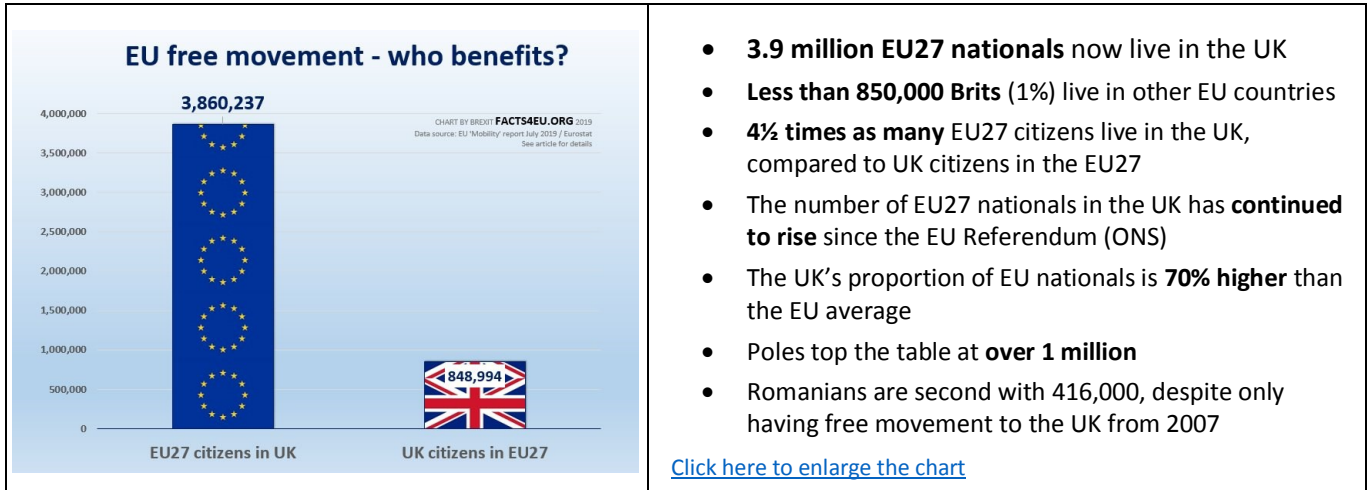 EU free movement - who benefits?
3,860,237
4,000,000
CHART BY BREXIT FACTS4EU.ORG 2019
Data source: EU 'Mobility' report July 2019 / Eurostat
See article for details
3,500,000
3,000,000
2,500,000
2,000,000
1,500,000
1,000,000
848,994
500,000
0
EU27 citizens in UK
UK citizens in EU27
• 3.9 million EU27 nationals now live in the UK
• Less than 850,000 Brits (1%) live in other EU countries
• 4½ times as many EU27 citizens live in the UK,
compared to UK citizens in the EU27
• The number of EU27 nationals in the UK has continued
to rise since the EU Referendum (ONS)
• The UK’s proportion of EU nationals is 70% higher than
the EU average
• Poles top the table at over 1 million
• Romanians are second with 416,000, despite only
having free movement to the UK from 2007
Click here to enlarge the chart